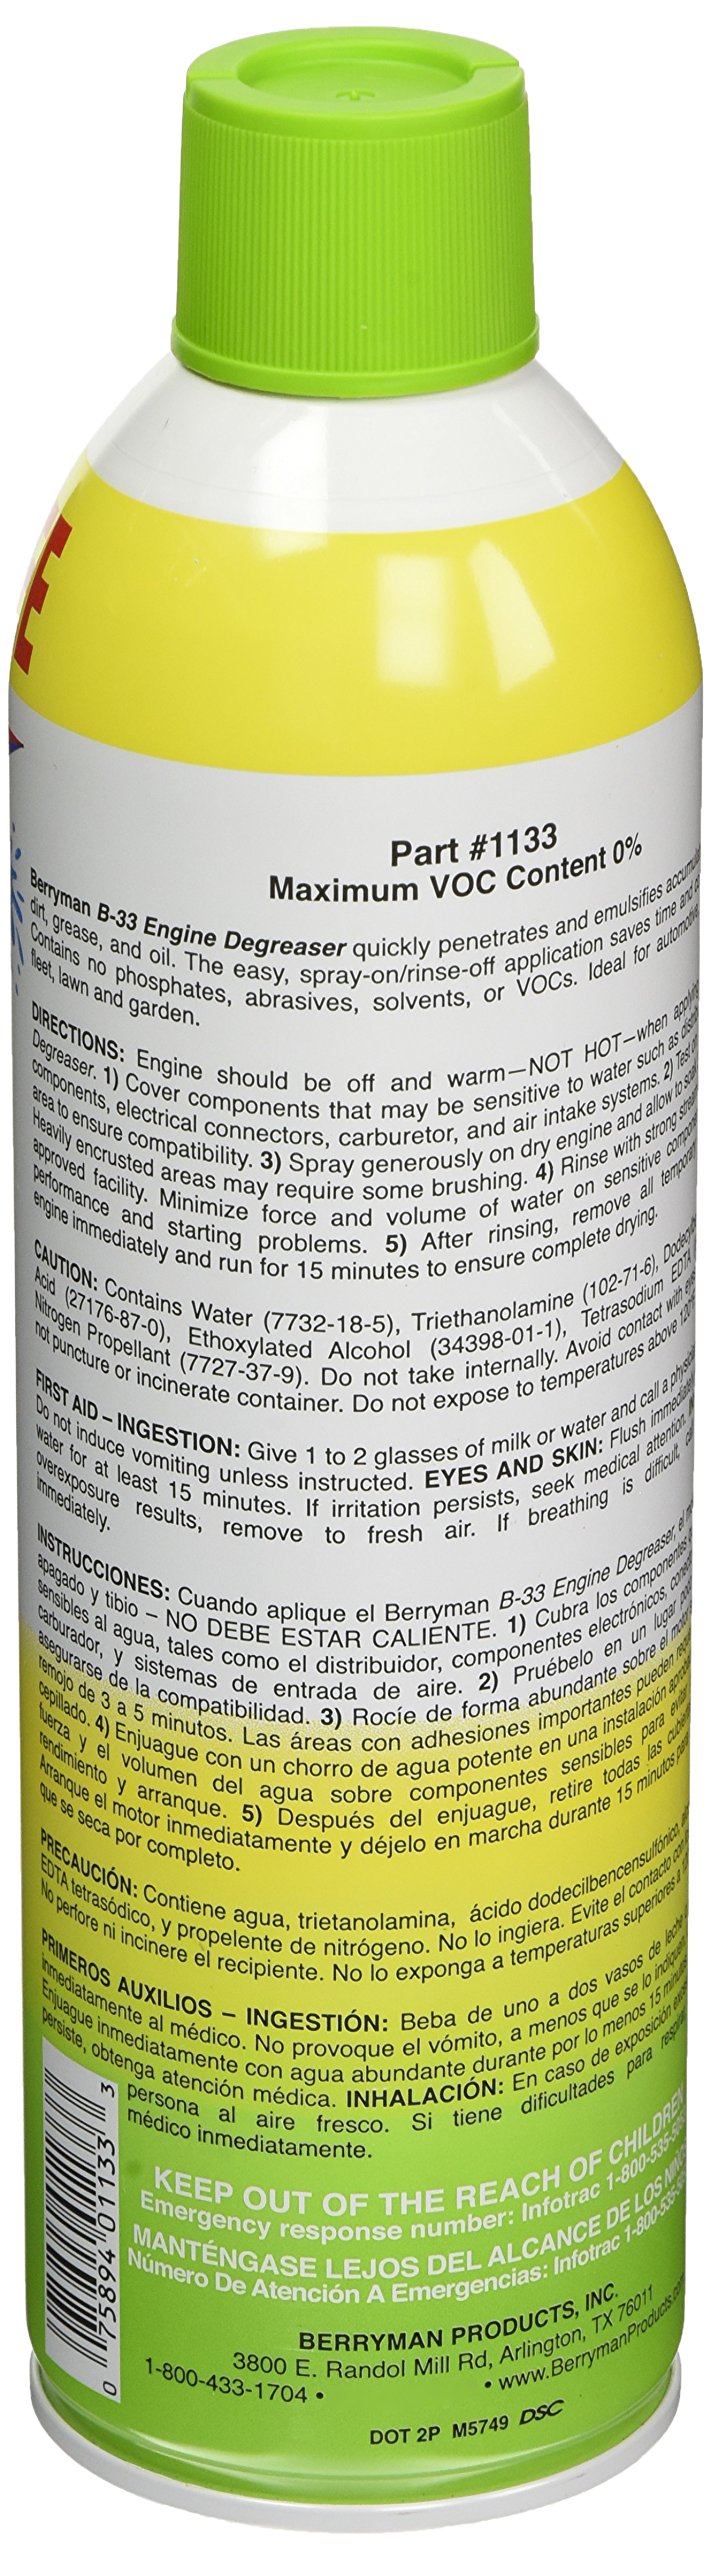 E
Part #1133
Maximum VOC Content 0%
Berryman B-33 Engine Degreaser quickly penetrates and emulsifies
dirt, grease, and oil. The easy, spray-on/rinse-off application saves time and
Contains no phosphates, abrasives, solvents, or VOCs. Ideal for
fleet, lawn and garden.
DIRECTIONS: Engine should be off and warm—NOT HOT—when
Degreaser. 1) Cover components that may be sensitive to water such as
components, electrical connectors, carburetor, and air intake systems. 2) Test
area to ensure compatibility. 3) Spray generously on dry engine and allow to
Heavily encrusted areas may require some brushing. 4) Rinse with strong
approved facility. Minimize force and volume of water on sensitive
performance and starting problems. 5) After rinsing, remove all
engine immediately and run for 15 minutes to ensure complete drying.
CAUTION: Contains Water (7732-18-5), Triethanolamine (102-71-6),
Acid (27176-87-0), Ethoxylated Alcohol (34398-01-1), Tetrasodium EDTA
Nitrogen Propellant (7727-37-9). Do not take internally. Avoid contact with
not puncture or incinerate container. Do not expose to temperatures above
FIRST AID – INGESTION: Give 1 to 2 glasses of milk or water and call a
Do not induce vomiting unless instructed. EYES AND SKIN: Flush
water for at least 15 minutes. If irritation persists, seek medical attention.
overexposure results, remove to fresh air. If breathing is difficult,
immediately.
INSTRUCCIONES: Cuando aplique el Berryman B-33 Engine Degreaser, el
apagado y tibio – NO DEBE ESTAR CALIENTE. 1) Cubra los componentes
sensibles al agua, tales como el distribuidor, componentes electrónicos,
carburador, y sistemas de entrada de aire. 2) Pruébelo en un lugar
asegurarse de la compatibilidad. 3) Rocíe de forma abundante sobre el
remojo de 3 a 5 minutos. Las áreas con adhesiones importantes pueden
cepillado. 4) Enjuague con un chorro de agua potente en una instalación
fuerza y el volumen del agua sobre componentes sensibles para
rendimiento y arranque. 5) Después del enjuague, retire todas las
Arranque el motor inmediatamente y déjelo en marcha durante 15 minutos
que se seca por completo.
PRECAUCIÓN: Contiene agua, trietanolamina, ácido dodecilbencensulfónico,
EDTA tetrasódico, y propelente de nitrógeno. No lo ingiera. Evite el contacto
No perfore ni incinere el recipiente. No lo exponga a temperaturas superiores a
PRIMEROS AUXILIOS – INGESTIÓN: Beba de uno a dos vasos de leche
inmediatamente al médico. No provoque el vómito, a menos que se lo
Enjuague inmediatamente con agua abundante durante por lo menos 15
persiste, obtenga atención médica. INHALACIÓN: En caso de exposición
persona al aire fresco. Si tiene dificultades para
médico inmediatamente.
KEEP OUT OF THE REACH OF CHILDREN
Emergency response number: Infotrac 1-800-535-
MANTÉNGASE LEJOS DEL ALCANCE DE LOS
Número De Atención A Emergencias: Infotrac 1-800-
BERRYMAN PRODUCTS, INC.
3800 E. Randol Mill Rd, Arlington, TX 76011
1-800-433-1704 • • www.BerrymanProducts.
DOT 2P M5749 DSC
0 75894 01133 3